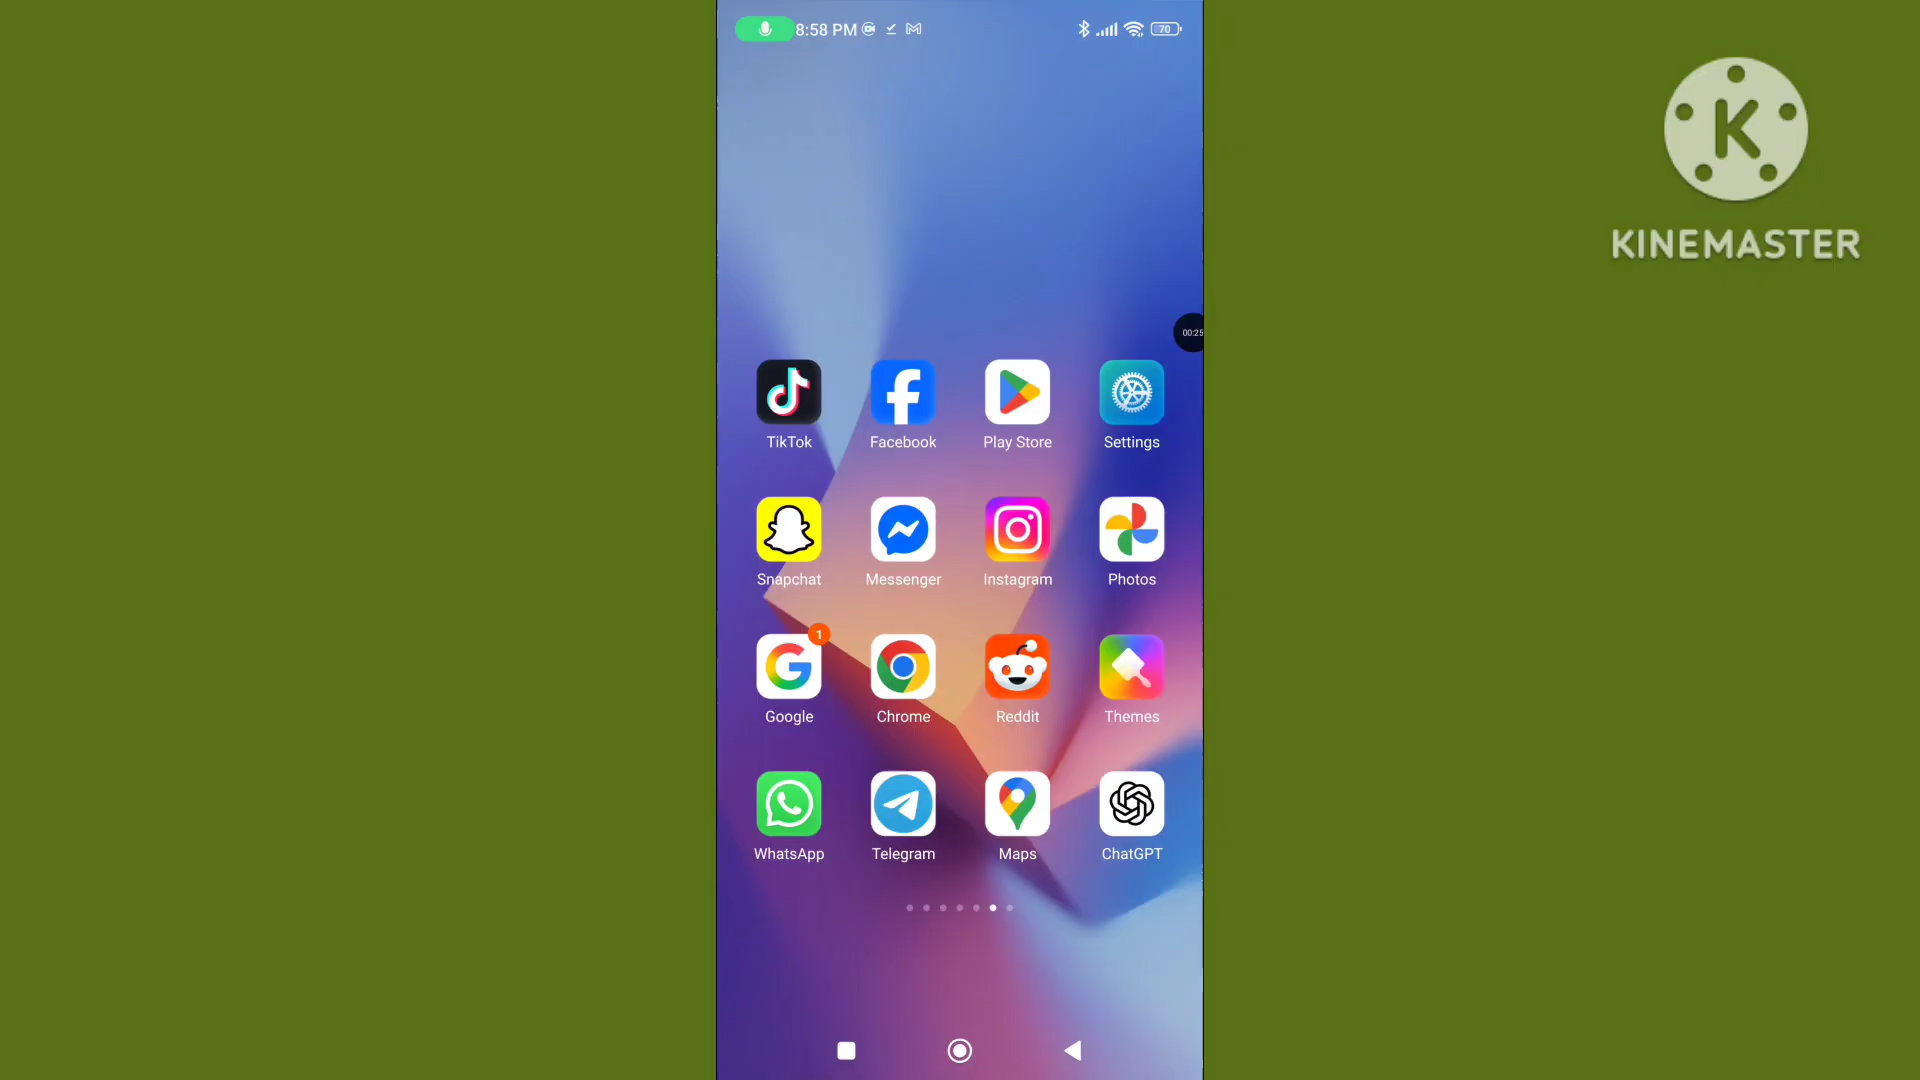 8:58 PM
70
K
KINEMASTER
00:25
TikTok
Facebook
Play Store
Settings
Snapchat
Messenger
Instagram
Photos
1
Google
Chrome
Reddit
Themes
WhatsApp
Telegram
Maps
ChatGPT